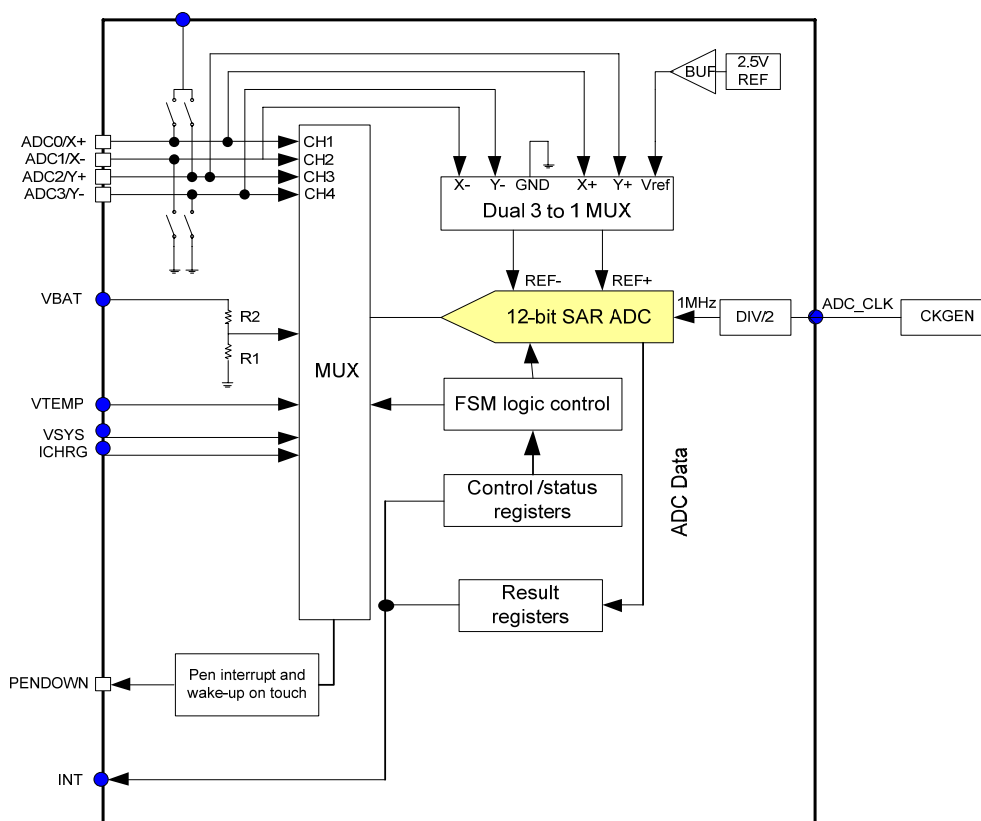 BUF
2.5V
REF
ADC0/X+
ADC1/X-
ADC2/Y+
ADC3/Y-
CH1
CH2
CH3
CH4
X-
Y-
GND
X+
Y+
Vref
Dual 3 to 1 MUX
REF-
REF+
VBAT
R2
R1
12-bit SAR ADC
1MHz
DIV/2
ADC_CLK
CKGEN
MUX
VTEMP
VSYS
ICHRG
FSM logic control
Control /status
registers
ADC Data
Result
registers
PENDOWN
Pen interrupt and
wake-up on touch
INT